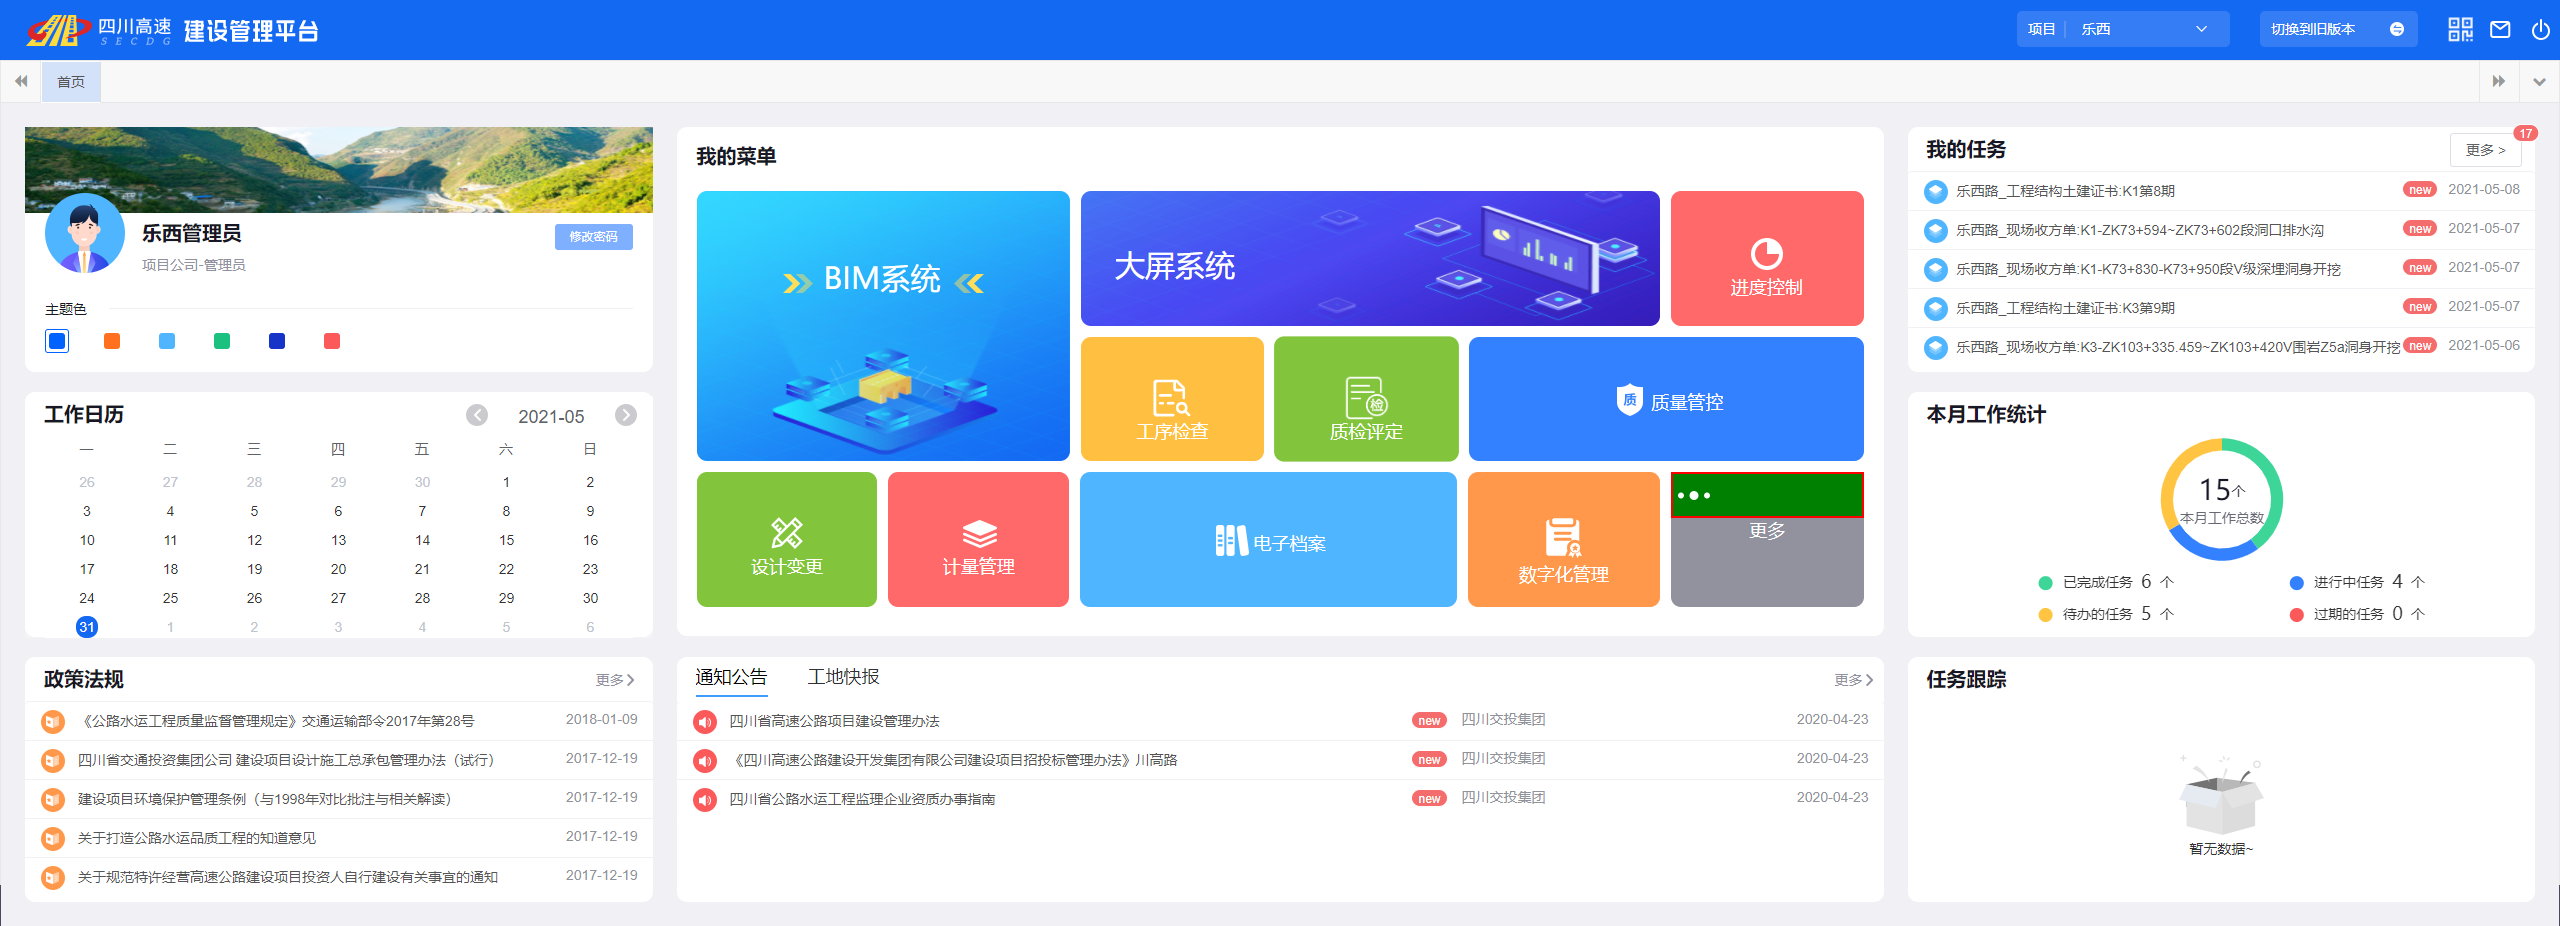 四川高速
SECDG
建设管理平台
项目 乐西
切换到旧版本
首页
乐西管理员
项目公司-管理员
修改密码
主题色
工作日历
2021-05
一 二 三 四 五 六 日
26 27 28 29 30 1 2
3 4 5 6 7 8 9
10 11 12 13 14 15 16
17 18 19 20 21 22 23
24 25 26 27 28 29 30
31 1 2 3 4 5 6
政策法规
更多
《公路水运工程质量监督管理规定》交通运输部令2017年第28号 2018-01-09
四川省交通投资集团公司 建设项目设计施工总承包管理办法（试行） 2017-12-19
建设项目环境保护管理条例（与1998年对比批注与相关解读） 2017-12-19
关于打造公路水运品质工程的知道意见 2017-12-19
关于规范特许经营高速公路建设项目投资人自行建设有关事宜的通知 2017-12-19
我的菜单
BIM系统
大屏系统
进度控制
工序检查
检
质检评定
质
质量管控
设计变更
计量管理
电子档案
数字化管理
更多
通知公告 工地快报
更多
四川省高速公路项目建设管理办法 new 四川交投集团 2020-04-23
《四川高速公路建设开发集团有限公司建设项目招投标管理办法》川高路 new 四川交投集团 2020-04-23
四川省公路水运工程监理企业资质办事指南 new 四川交投集团 2020-04-23
我的任务
更多 >
17
乐西路_工程结构土建证书:K1第8期 new 2021-05-08
乐西路_现场收方单:K1-ZK73+594~ZK73+602段洞口排水沟 new 2021-05-07
乐西路_现场收方单:K1-K73+830-K73+950段V级深埋洞身开挖 new 2021-05-07
乐西路_工程结构土建证书:K3第9期 new 2021-05-07
乐西路_现场收方单:K3-ZK103+335.459~ZK103+420V围岩Z5a洞身开挖 new 2021-05-06
本月工作统计
15个
本月工作总数
已完成任务 6 个
进行中任务 4 个
待办的任务 5 个
过期的任务 0 个
任务跟踪
暂无数据~